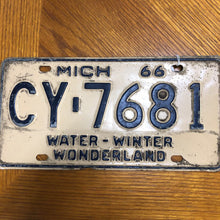 MICH 66
CY·7681
WATER - WINTER
WONDERLAND